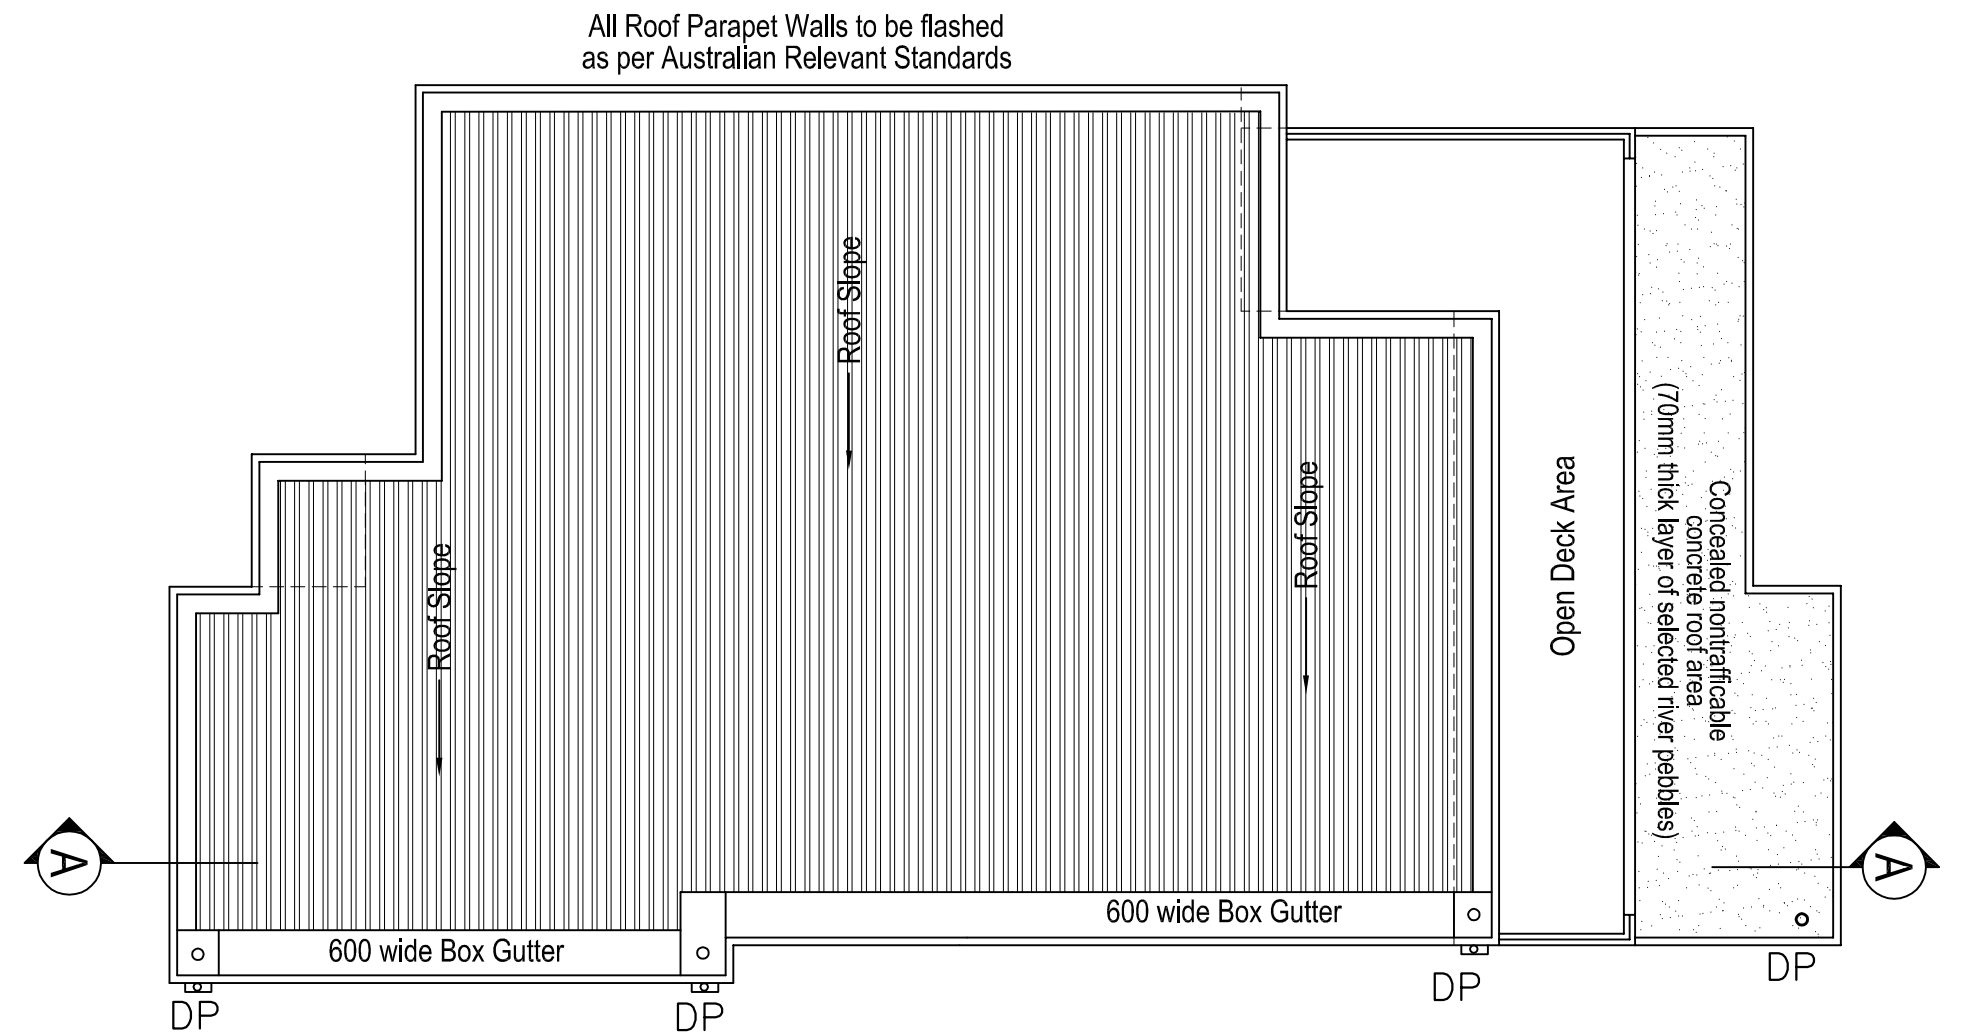 All Roof Parapet Walls to be flashed
as per Australian Relevant Standards
Roof Slope
Roof Slope
Roof Slope
Open Deck Area
Concealed nontrafficable
concrete roof area
(70mm thick layer of selected river pebbles)
A
A
600 wide Box Gutter
600 wide Box Gutter
DP
DP
DP
DP